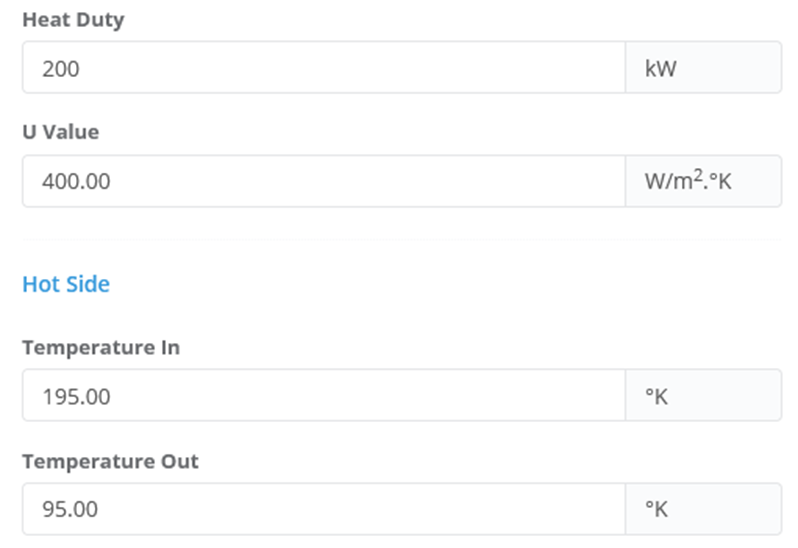 Heat Duty
200 kW
U Value
400.00 W/m².°K
Hot Side
Temperature In
195.00 °K
Temperature Out
95.00 °K